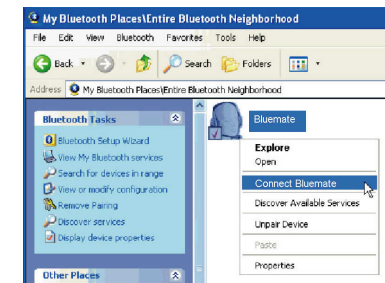 My Bluetooth Places\Entire Bluetooth Neighborhood
File Edit View Bluetooth Favorites Tools Help
Back Search Folders
Address My Bluetooth Places\Entire Bluetooth Neighborhood
Bluetooth Tasks
Bluetooth Setup Wizard
View My Bluetooth services
Search for devices in range
View or modify configuration
Remove Pairing
Discover services
Display device properties
Other Places
Bluemate
Explore
Open
Connect Bluemate
Discover Available Services
Unpair Device
Paste
Properties